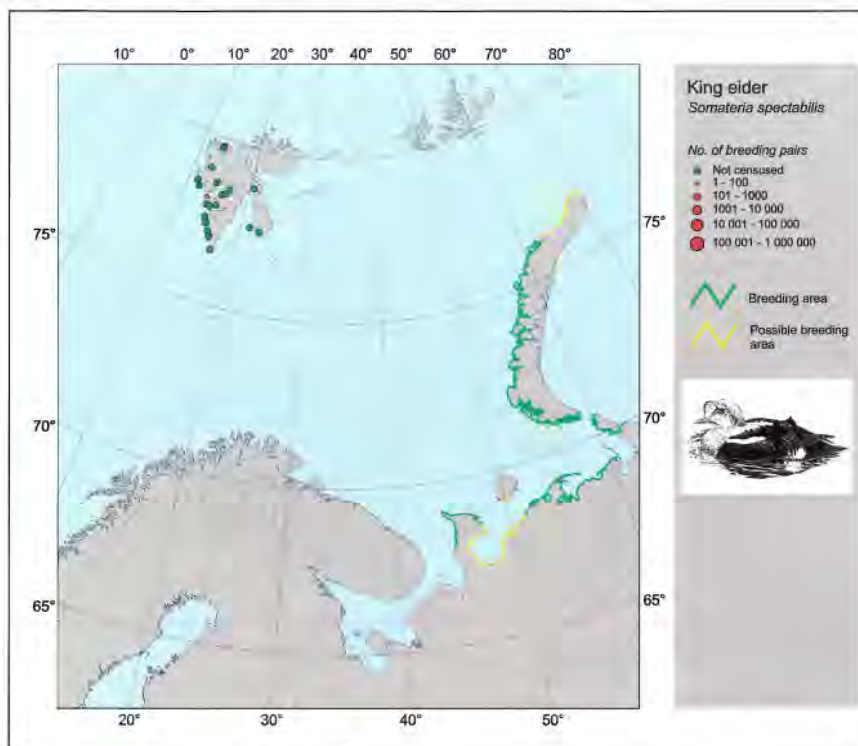 10° 0° 10° 20° 30° 40° 50° 60° 70° 80°
King eider
Somateria spectabilis
No. of breeding pairs
Not censused
1 - 100
101 - 1000
1001 - 10 000
10 001 - 100 000
100 001 - 1 000 000
Breeding area
Possible breeding
area
75° 75°
70° 70°
65° 65°
20° 30° 40° 50°